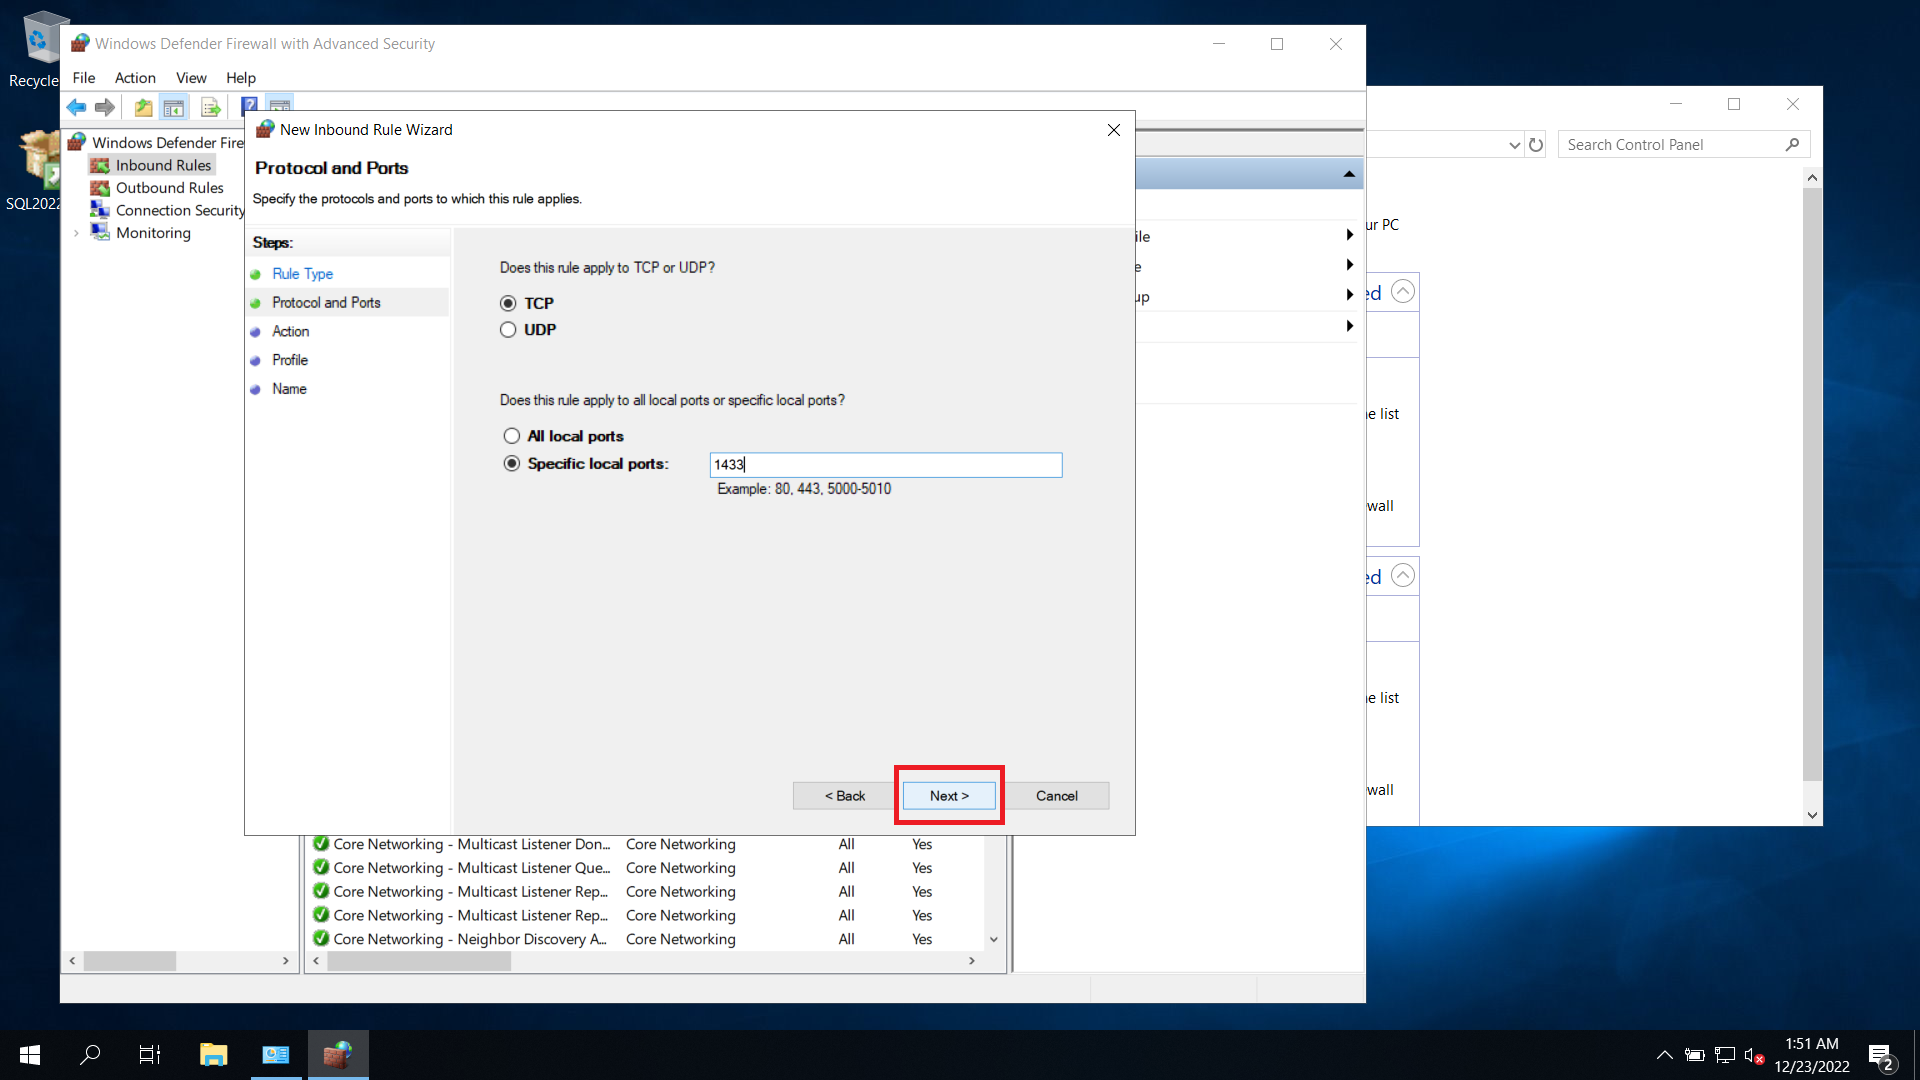 Recycle
SQL2022
Windows Defender Firewall with Advanced Security
File Action View Help
Windows Defender Fire
Inbound Rules
Outbound Rules
Connection Security
Monitoring
New Inbound Rule Wizard
Protocol and Ports
Specify the protocols and ports to which this rule applies.
Steps:
Rule Type
Protocol and Ports
Action
Profile
Name
Does this rule apply to TCP or UDP?
TCP
UDP
Does this rule apply to all local ports or specific local ports?
All local ports
Specific local ports: 1433
Example: 80, 443, 5000-5010
< Back Next > Cancel
ile
e
up
Search Control Panel
ur PC
ed
e list
wall
ed
e list
wall
Core Networking - Multicast Listener Don... Core Networking All Yes
Core Networking - Multicast Listener Que... Core Networking All Yes
Core Networking - Multicast Listener Rep... Core Networking All Yes
Core Networking - Multicast Listener Rep... Core Networking All Yes
Core Networking - Neighbor Discovery A... Core Networking All Yes
1:51 AM
12/23/2022
2